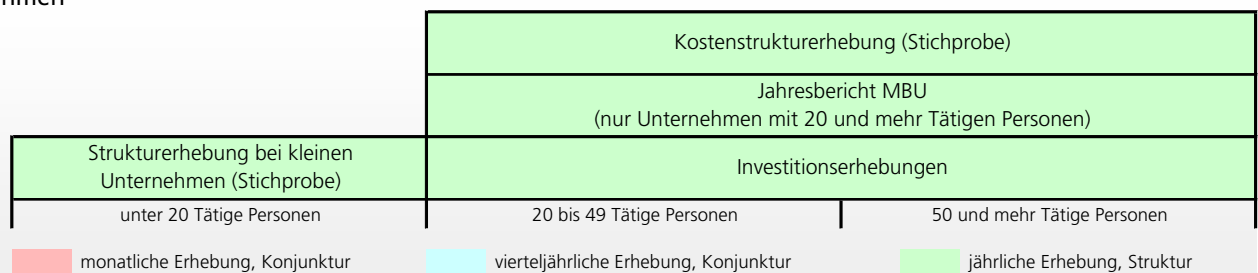 Kostenstrukturerhebung (Stichprobe)
Jahresbericht MBU
(nur Unternehmen mit 20 und mehr Tätigen Personen)
Strukturerhebung bei kleinen
Unternehmen (Stichprobe)
Investitionserhebungen
unter 20 Tätige Personen
20 bis 49 Tätige Personen
50 und mehr Tätige Personen
monatliche Erhebung, Konjunktur
vierteljährliche Erhebung, Konjunktur
jährliche Erhebung, Struktur